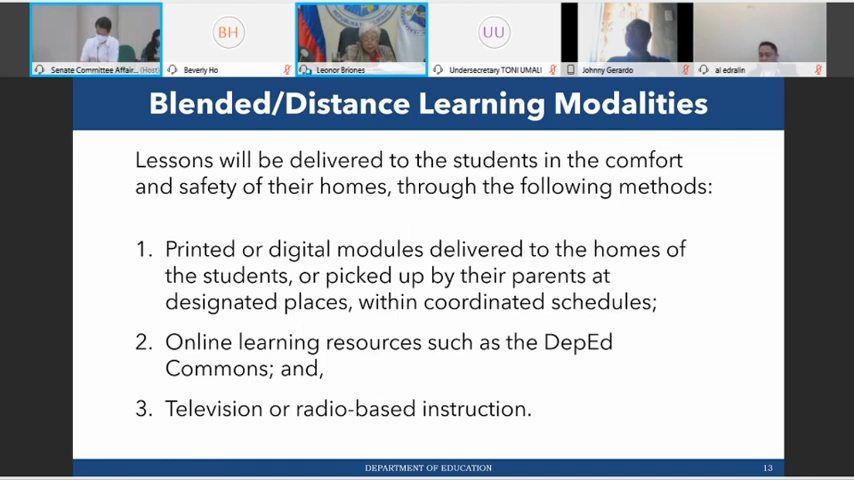 BH
UU
Senate Committee Affair... (Host)
Beverly Ho
Leonor Briones
Undersecretary TONI UMALI
Johnny Gerardo
al edralin
Blended/Distance Learning Modalities
Lessons will be delivered to the students in the comfort
and safety of their homes, through the following methods:
1. Printed or digital modules delivered to the homes of
the students, or picked up by their parents at
designated places, within coordinated schedules;
2. Online learning resources such as the DepEd
Commons; and,
3. Television or radio-based instruction.
DEPARTMENT OF EDUCATION
13